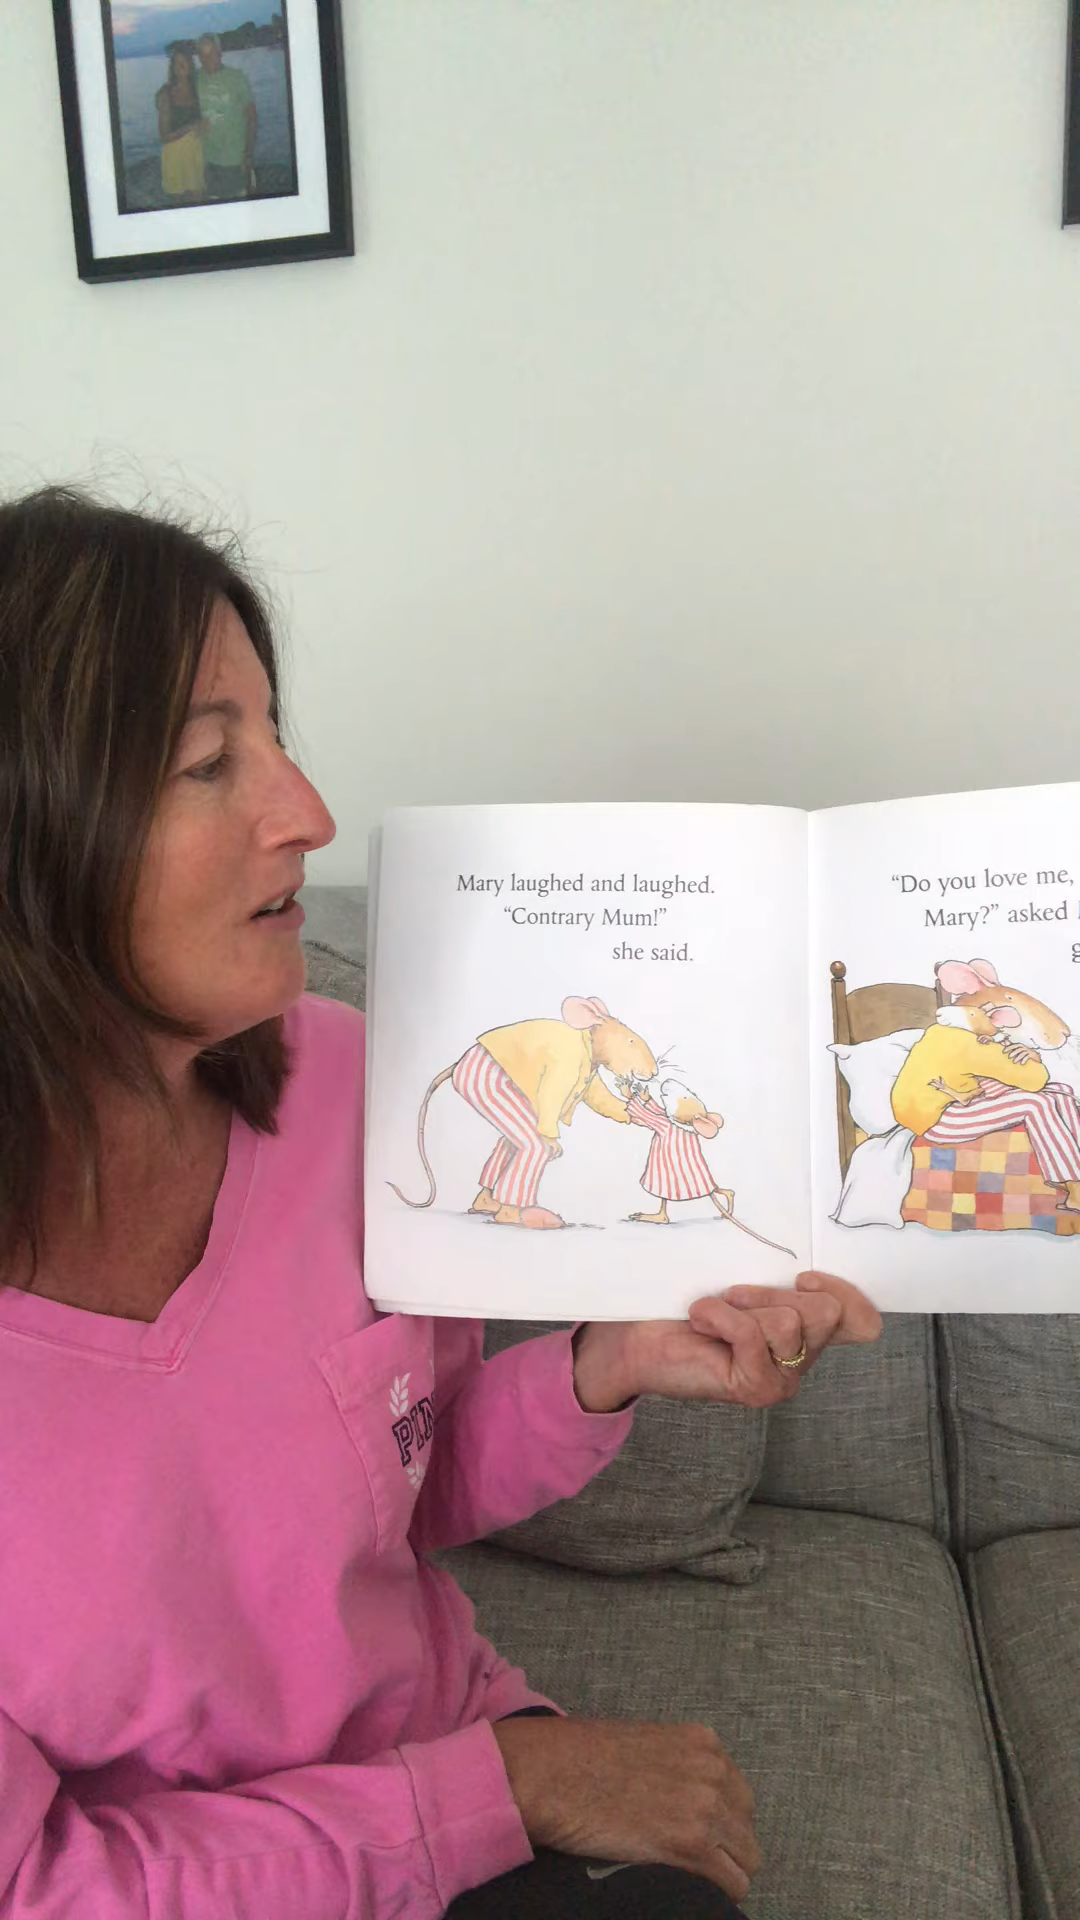 Mary laughed and laughed.
“Contrary Mum!”
she said.
“Do you love me,
Mary?” asked